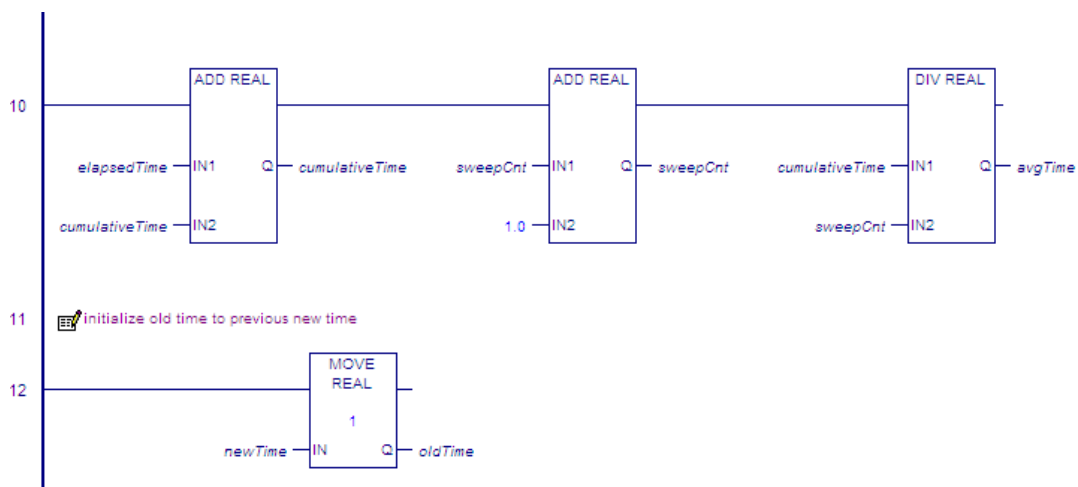 ADD REAL ADD REAL DIV REAL
10
elapsedTime IN1 Q cumulativeTime sweepCnt IN1 Q sweepCnt cumulativeTime IN1 Q avgTime
cumulativeTime IN2 1.0 IN2 sweepCnt IN2
11 initialize old time to previous new time
MOVE
REAL
12
1
newTime IN Q oldTime